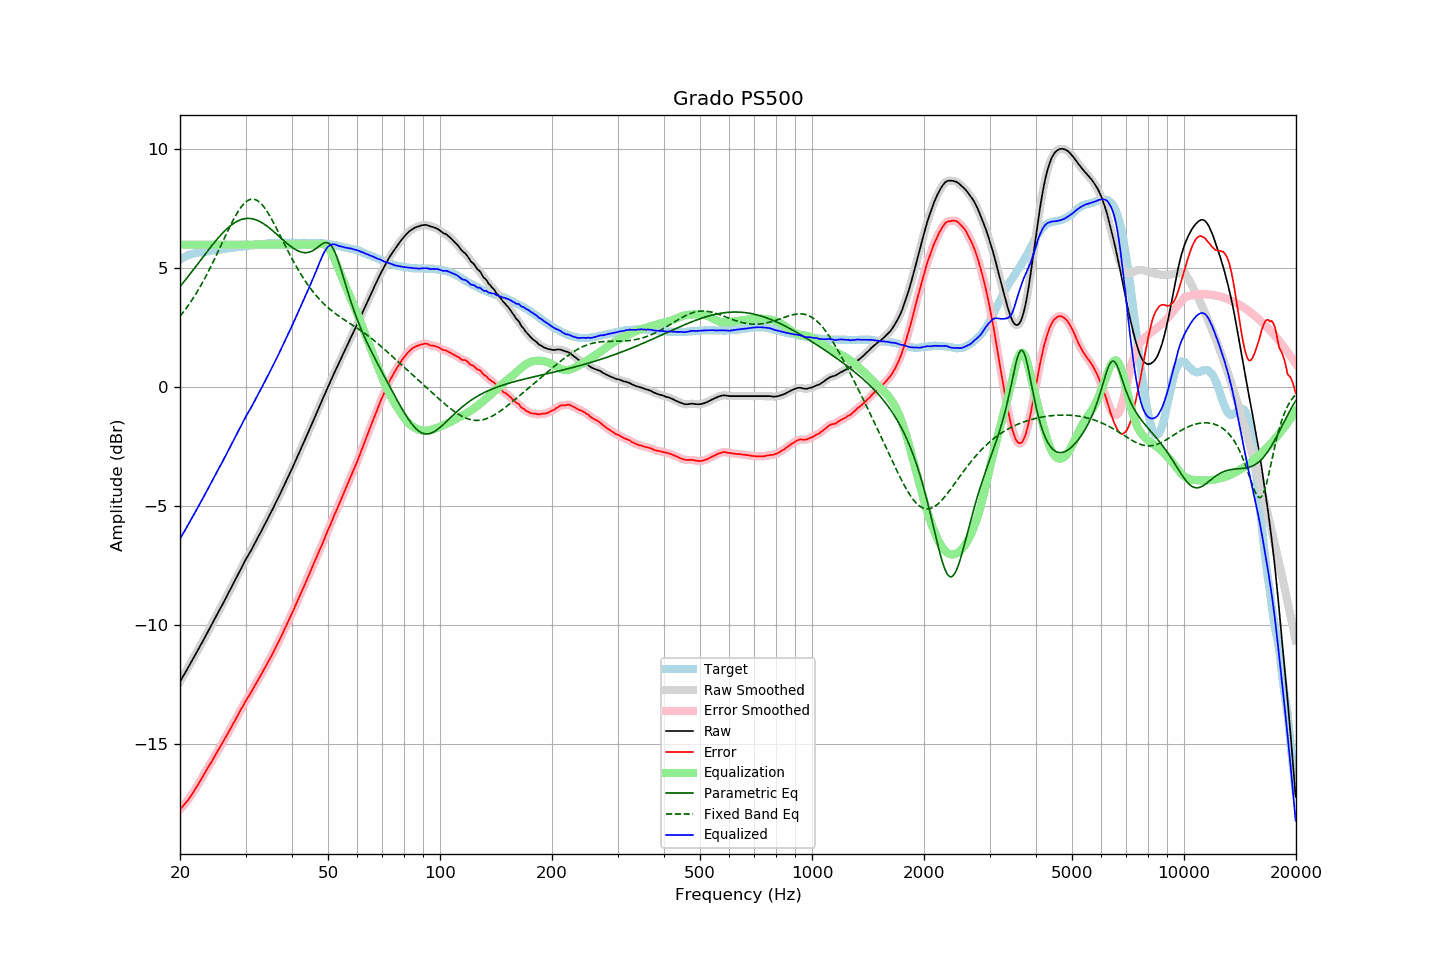 Grado PS500
Amplitude (dBr)
10
5
0
−5
−10
−15
Target
Raw Smoothed
Error Smoothed
Raw
Error
Equalization
Parametric Eq
Fixed Band Eq
Equalized
20 50 100 200 500 1000 2000 5000 10000 20000
Frequency (Hz)